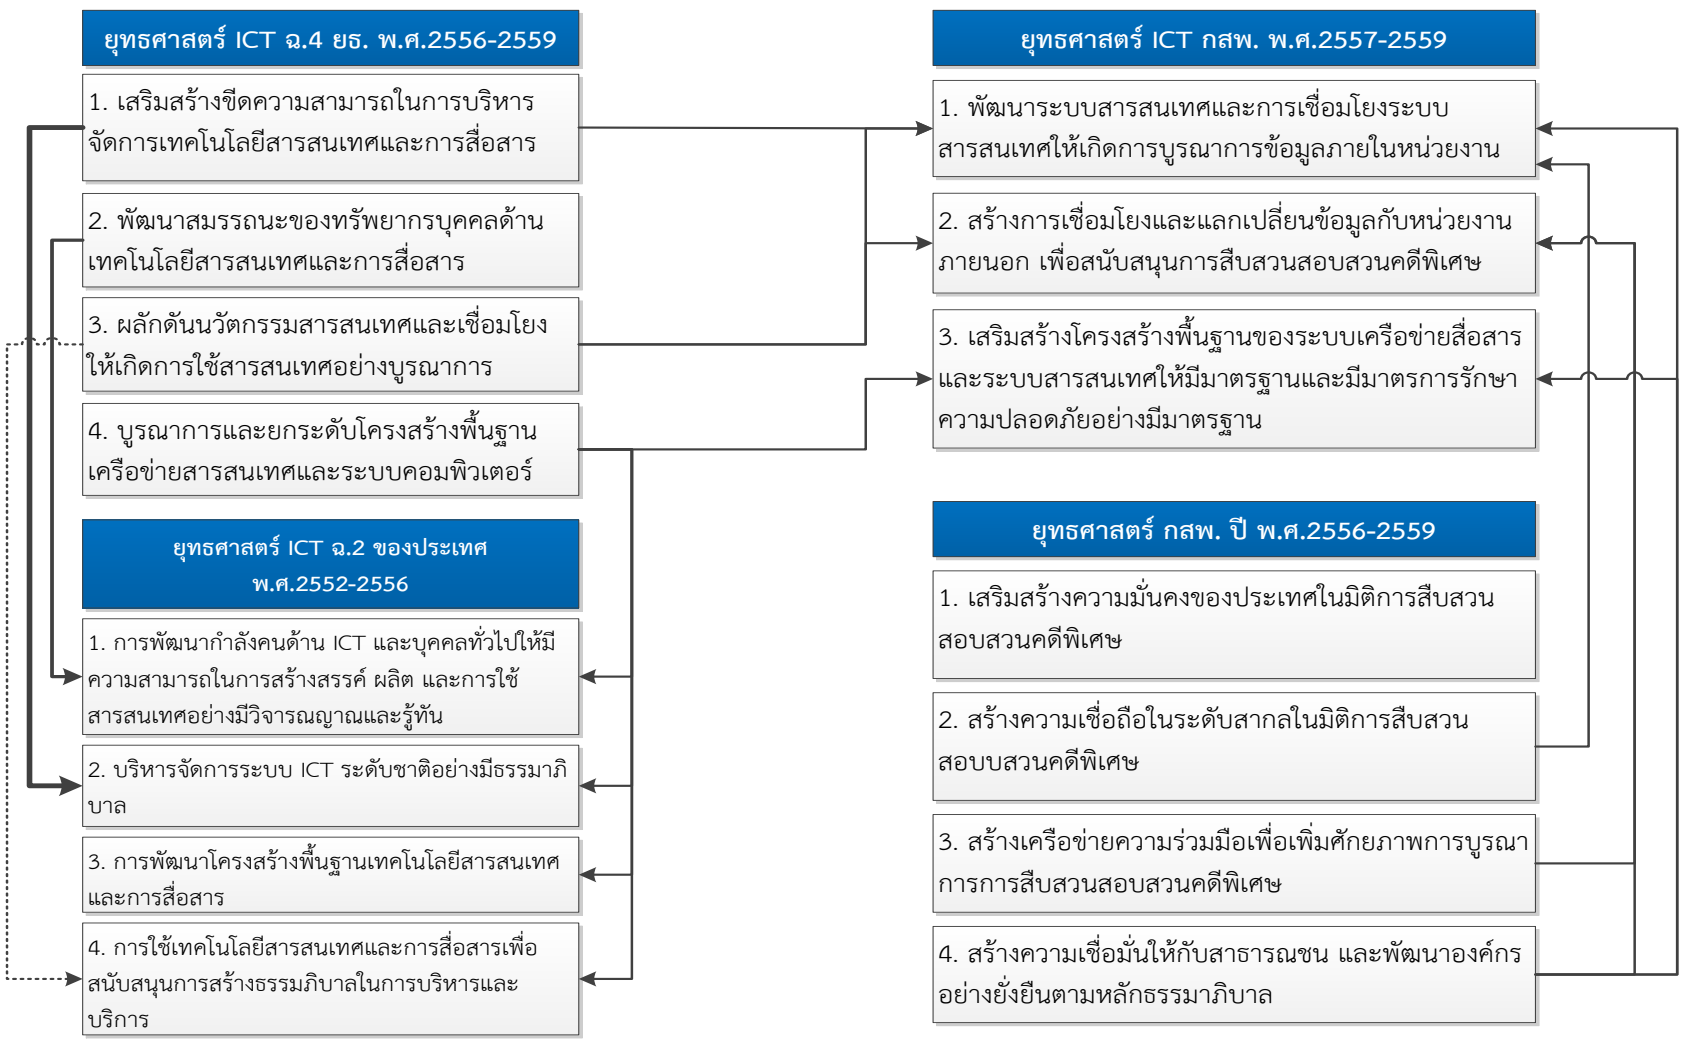 ยุทธศาสตร์ ICT ฉ.4 ยธ. พ.ศ.2556-2559
1. เสริมสร้างขีดความสามารถในการบริหาร
จัดการเทคโนโลยีสารสนเทศและการสื่อสาร
2. พัฒนาสมรรถนะของทรัพยากรบุคคลด้าน
เทคโนโลยีสารสนเทศและการสื่อสาร
3. ผลักดันนวัตกรรมสารสนเทศและเชื่อมโยง
ให้เกิดการใช้สารสนเทศอย่างบูรณาการ
4. บูรณาการและยกระดับโครงสร้างพื้นฐาน
เครือข่ายสารสนเทศและระบบคอมพิวเตอร์
ยุทธศาสตร์ ICT ฉ.2 ของประเทศ
พ.ศ.2552-2556
1. การพัฒนากำลังคนด้าน ICT และบุคคลทั่วไปให้มี
ความสามารถในการสร้างสรรค์ ผลิต และการใช้
สารสนเทศอย่างมีวิจารณญาณและรู้ทัน
2. บริหารจัดการระบบ ICT ระดับชาติอย่างมีธรรมาภิ
บาล
3. การพัฒนาโครงสร้างพื้นฐานเทคโนโลยีสารสนเทศ
และการสื่อสาร
4. การใช้เทคโนโลยีสารสนเทศและการสื่อสารเพื่อ
สนับสนุนการสร้างธรรมภิบาลในการบริหารและ
บริการ
ยุทธศาสตร์ ICT กสพ. พ.ศ.2557-2559
1. พัฒนาระบบสารสนเทศและการเชื่อมโยงระบบ
สารสนเทศให้เกิดการบูรณาการข้อมูลภายในหน่วยงาน
2. สร้างการเชื่อมโยงและแลกเปลี่ยนข้อมูลกับหน่วยงาน
ภายนอก เพื่อสนับสนุนการสืบสวนสอบสวนคดีพิเศษ
3. เสริมสร้างโครงสร้างพื้นฐานของระบบเครือข่ายสื่อสาร
และระบบสารสนเทศให้มีมาตรฐานและมีมาตรการรักษา
ความปลอดภัยอย่างมีมาตรฐาน
ยุทธศาสตร์ กสพ. ปี พ.ศ.2556-2559
1. เสริมสร้างความมั่นคงของประเทศในมิติการสืบสวน
สอบสวนคดีพิเศษ
2. สร้างความเชื่อถือในระดับสากลในมิติการสืบสวน
สอบบสวนคดีพิเศษ
3. สร้างเครือข่ายความร่วมมือเพื่อเพิ่มศักยภาพการบูรณา
การการสืบสวนสอบสวนคดีพิเศษ
4. สร้างความเชื่อมั่นให้กับสาธารณชน และพัฒนาองค์กร
อย่างยั่งยืนตามหลักธรรมาภิบาล